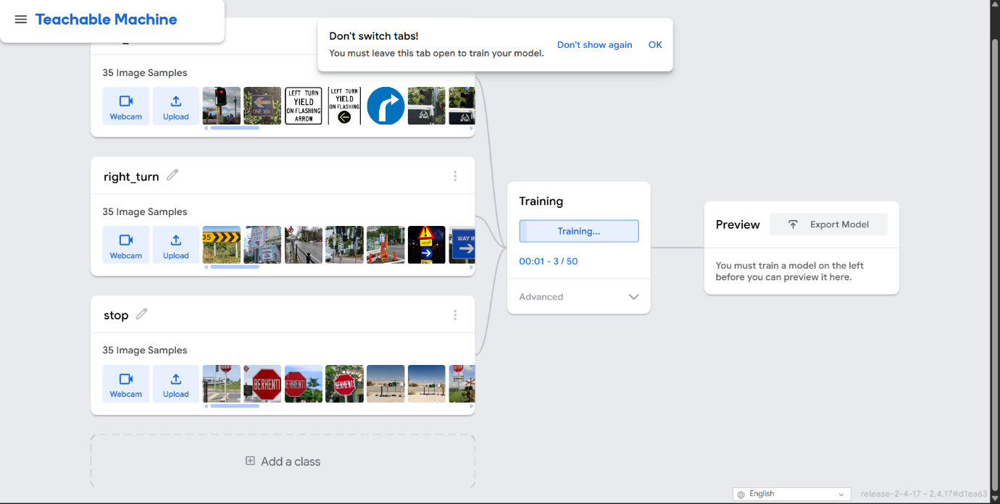 Teachable Machine
Don't switch tabs!
You must leave this tab open to train your model.
Don't show again
OK
35 Image Samples
Webcam
Upload
ONE WAY
LEFT TURN
YIELD
ON FLASHING
ARROW
LEFT TURN
YIELD
ON FLASHING
right_turn
35 Image Samples
Webcam
Upload
35
WAY IN
stop
35 Image Samples
Webcam
Upload
BERHENTI
BERHENTI
BERHENTI
Add a class
Training
Training...
00:01 - 3 / 50
Advanced
Preview
Export Model
You must train a model on the left
before you can preview it here.
English
release-2-4-17 - 2.4.17#d1ea63